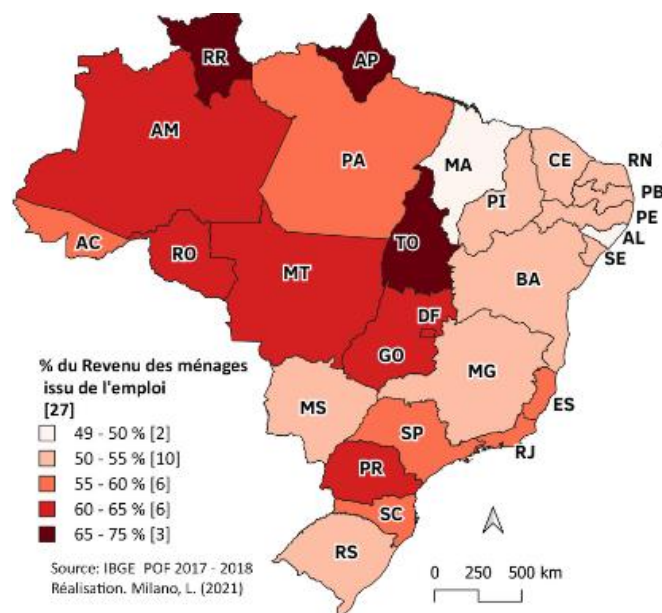 RR
AP
AM
PA
MA
CE
RN
PB
PI
PE
AL
SE
AC
TO
RO
MT
BA
DF
GO
MG
ES
MS
SP
RJ
PR
SC
RS
% du Revenu des ménages
issu de l'emploi
[27]
49 - 50 % [2]
50 - 55 % [10]
55 - 60 % [6]
60 - 65 % [6]
65 - 75 % [3]
Source: IBGE POF 2017 - 2018
Réalisation. Milano, L. (2021)
0 250 500 km